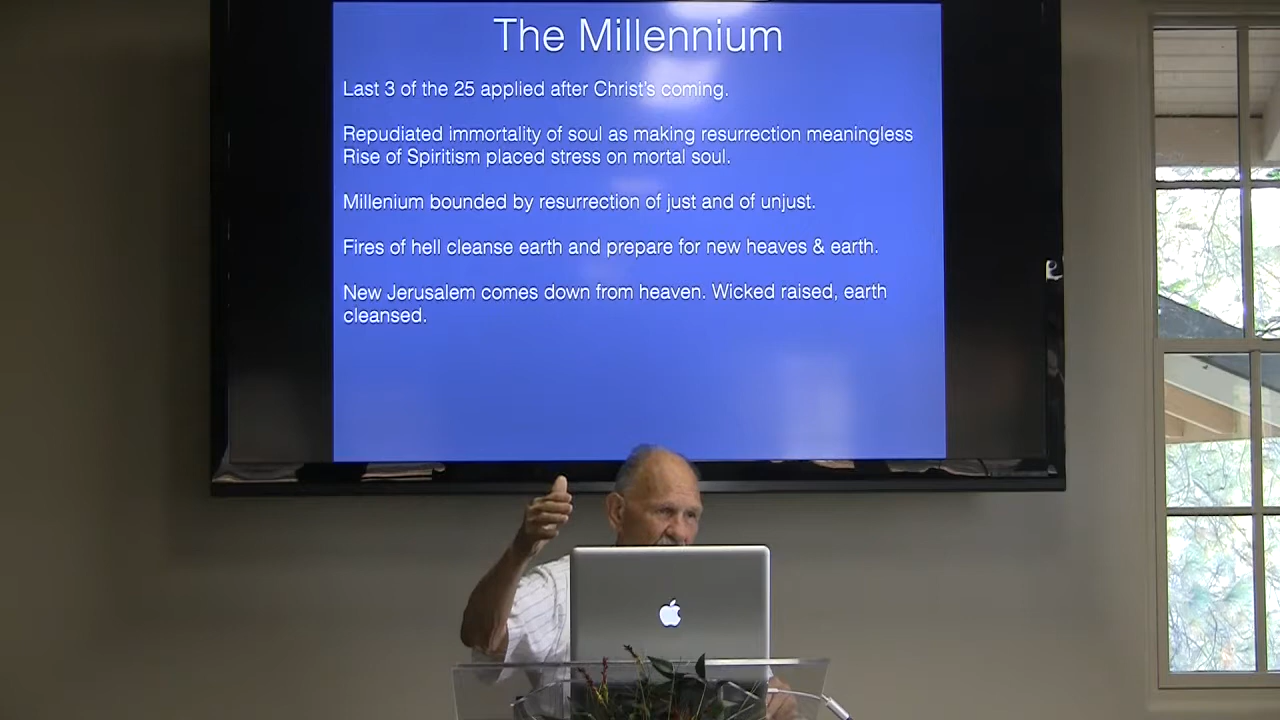 The Millennium
Last 3 of the 25 applied after Christ's coming.
Repudiated immortality of soul as making resurrection meaningless
Rise of Spiritism placed stress on mortal soul.
Millenium bounded by resurrection of just and of unjust.
Fires of hell cleanse earth and prepare for new heaves & earth.
New Jerusalem comes down from heaven. Wicked raised, earth
cleansed.